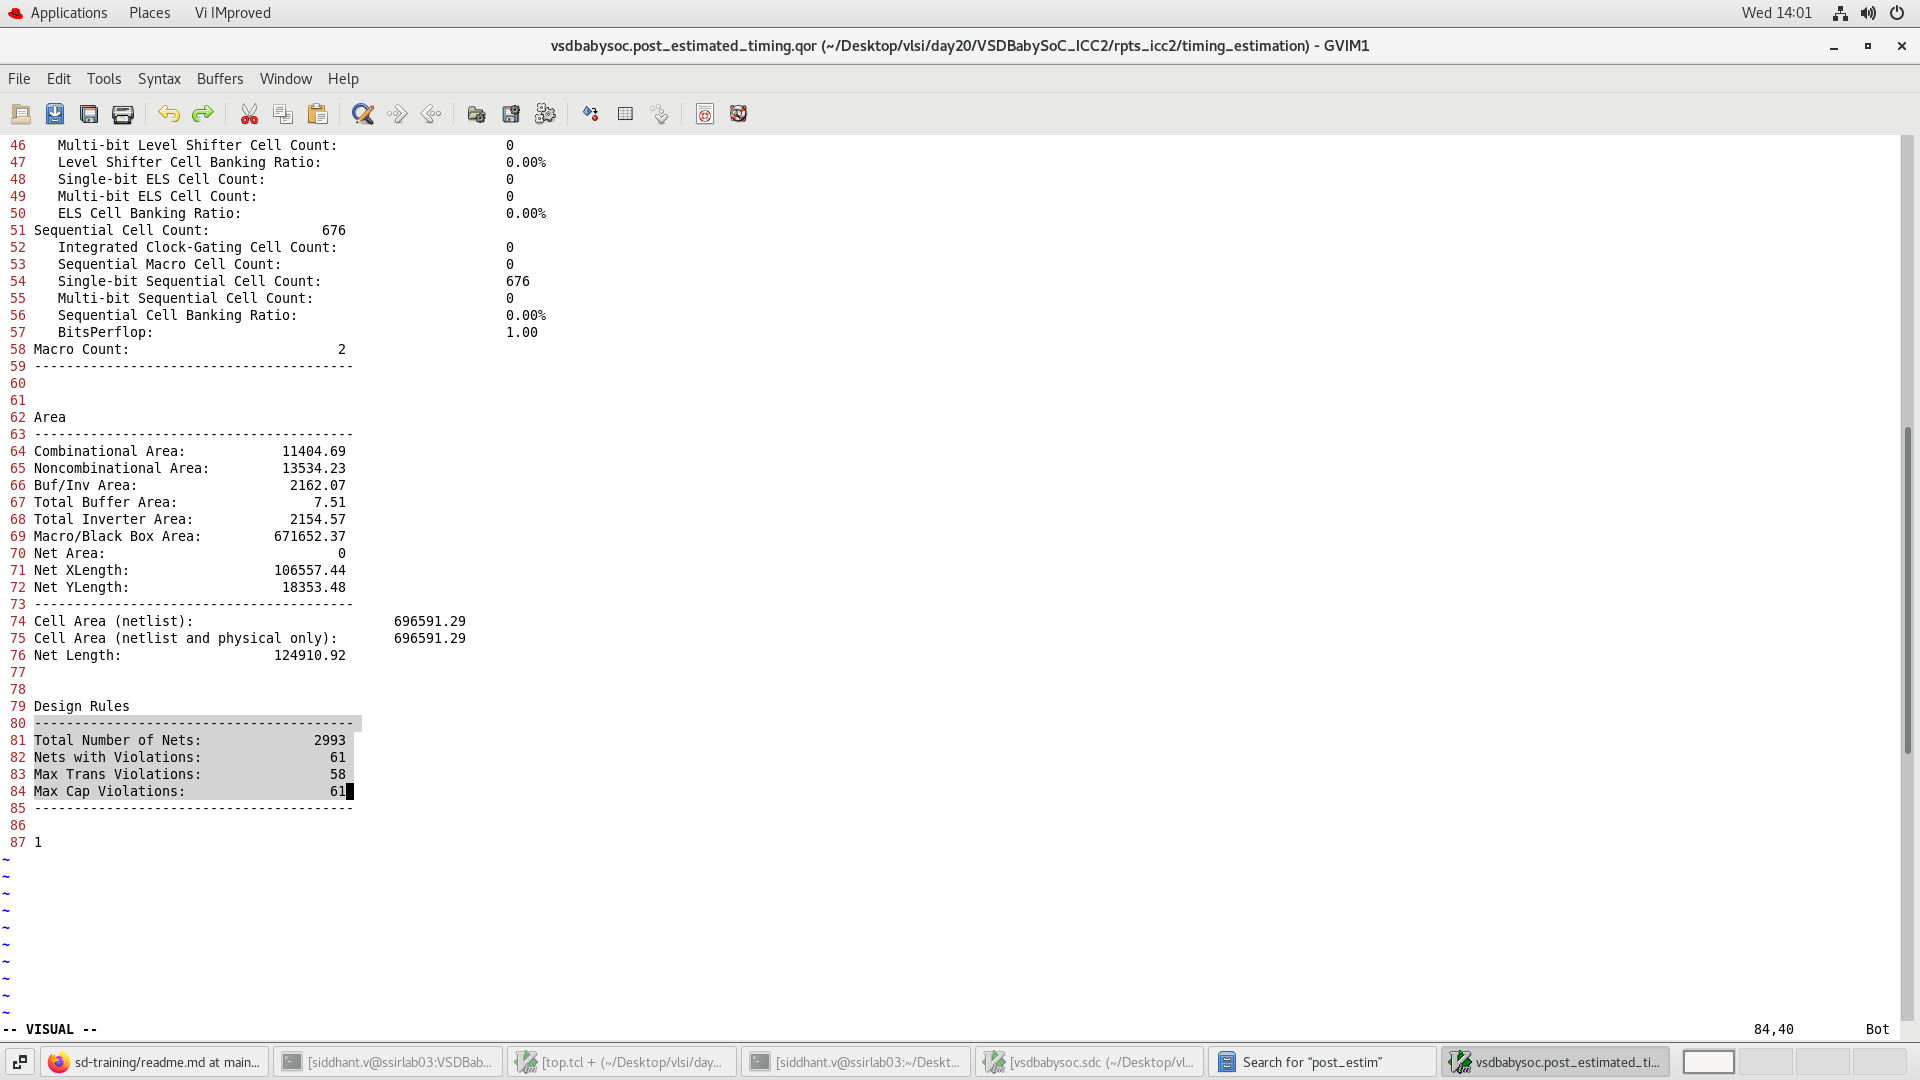 Applications Places Vi IMproved Wed 14:01
vsdbabysoc.post_estimated_timing.qor (~/Desktop/vlsi/day20/VSDBabySoC_ICC2/rpts_icc2/timing_estimation) - GVIM1
File Edit Tools Syntax Buffers Window Help
46 Multi-bit Level Shifter Cell Count: 0
47 Level Shifter Cell Banking Ratio: 0.00%
48 Single-bit ELS Cell Count: 0
49 Multi-bit ELS Cell Count: 0
50 ELS Cell Banking Ratio: 0.00%
51 Sequential Cell Count: 676
52 Integrated Clock-Gating Cell Count: 0
53 Sequential Macro Cell Count: 0
54 Single-bit Sequential Cell Count: 676
55 Multi-bit Sequential Cell Count: 0
56 Sequential Cell Banking Ratio: 0.00%
57 BitsPerflop: 1.00
58 Macro Count: 2
59 ----------------------------------------
60
61
62 Area
63 ----------------------------------------
64 Combinational Area: 11404.69
65 Noncombinational Area: 13534.23
66 Buf/Inv Area: 2162.07
67 Total Buffer Area: 7.51
68 Total Inverter Area: 2154.57
69 Macro/Black Box Area: 671652.37
70 Net Area: 0
71 Net XLength: 106557.44
72 Net YLength: 18353.48
73 ----------------------------------------
74 Cell Area (netlist): 696591.29
75 Cell Area (netlist and physical only): 696591.29
76 Net Length: 124910.92
77
78
79 Design Rules
80 ----------------------------------------
81 Total Number of Nets: 2993
82 Nets with Violations: 61
83 Max Trans Violations: 58
84 Max Cap Violations: 61
85 ----------------------------------------
86
87 1
~
~
~
~
~
~
~
~
~
~
-- VISUAL -- 84,40 Bot
sd-training/readme.md at main... [siddhant.v@ssirlab03:VSDBab... [top.tcl + (~/Desktop/vlsi/day... [siddhant.v@ssirlab03:~/Deskt... [vsdbabysoc.sdc (~/Desktop/vl... Search for “post_estim” vsdbabysoc.post_estimated_ti...